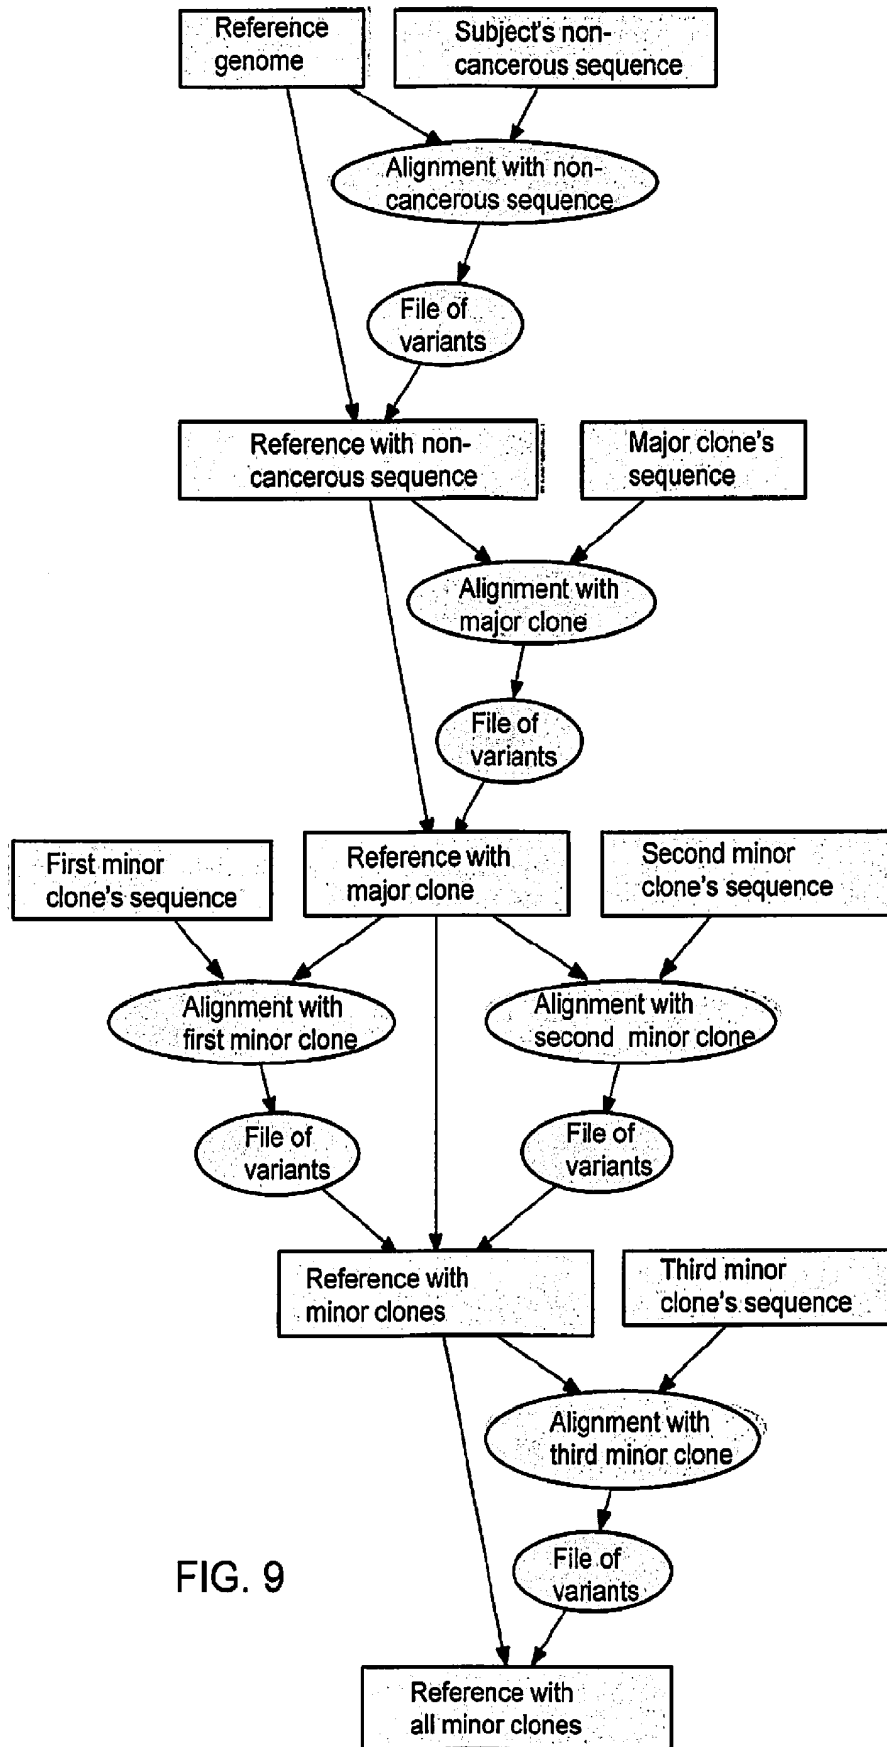 Reference
genome
Subject's non-
cancerous sequence
Alignment with non-
cancerous sequence
File of
variants
Reference with non-
cancerous sequence
Major clone's
sequence
Alignment with
major clone
File of
variants
First minor
clone's sequence
Reference with
major clone
Second minor
clone's sequence
Alignment with
first minor clone
Alignment with
second minor clone
File of
variants
File of
variants
Reference with
minor clones
Third minor
clone's sequence
Alignment with
third minor clone
File of
variants
FIG. 9
Reference with
all minor clones